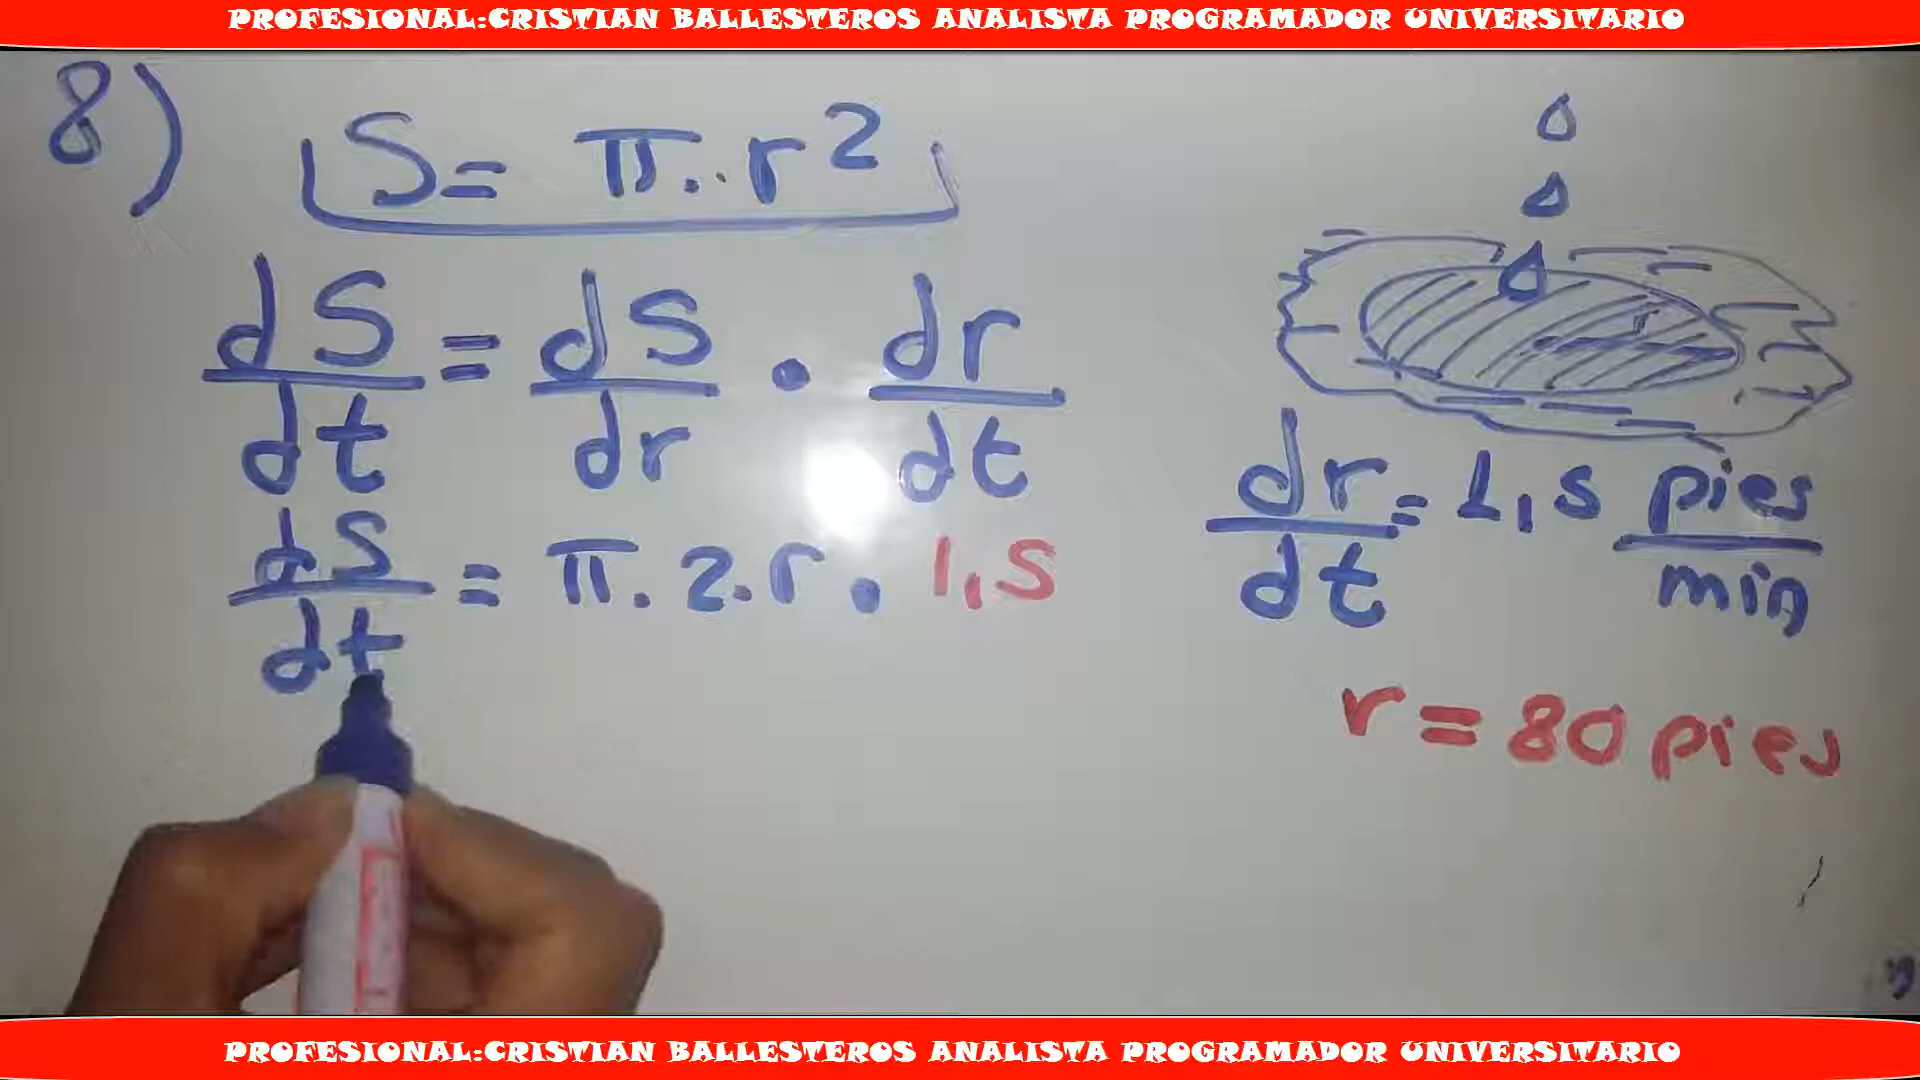 PROFESIONAL:CRISTIAN BALLESTEROS ANALISTA PROGRAMADOR UNIVERSITARIO
8)
S = π . r²
dS/dt = dS/dr . dr/dt
dS/dt = π . 2 . r . 1,5
r
dr/dt = 1,5 pies/min
r = 80 pies
PROFESIONAL:CRISTIAN BALLESTEROS ANALISTA PROGRAMADOR UNIVERSITARIO